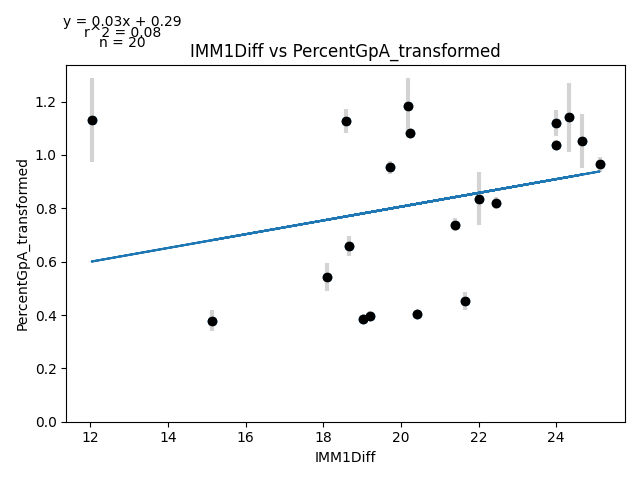 y = 0.03x + 0.29
r^2 = 0.08
n = 20
IMM1Diff vs PercentGpA_transformed
PercentGpA_transformed
1.2
1.0
0.8
0.6
0.4
0.2
0.0
12 14 16 18 20 22 24
IMM1Diff